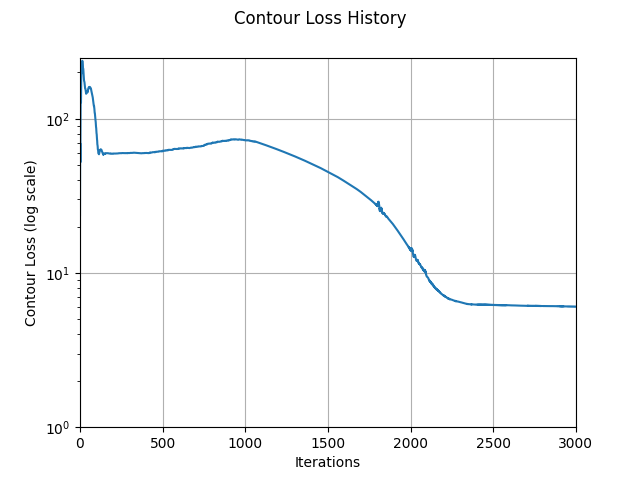 Contour Loss History
Contour Loss (log scale)
10²
10¹
10⁰
0 500 1000 1500 2000 2500 3000
Iterations